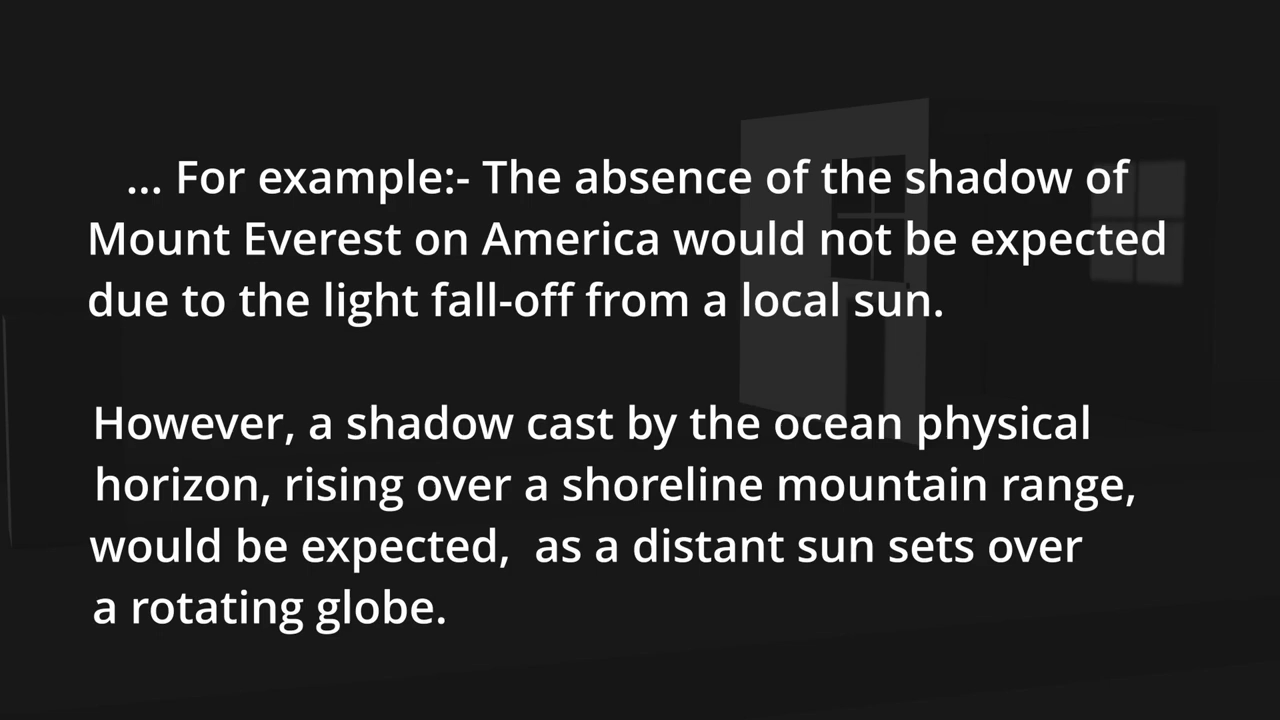 ... For example:- The absence of the shadow of
Mount Everest on America would not be expected
due to the light fall-off from a local sun.
However, a shadow cast by the ocean physical
horizon, rising over a shoreline mountain range,
would be expected,  as a distant sun sets over
a rotating globe.